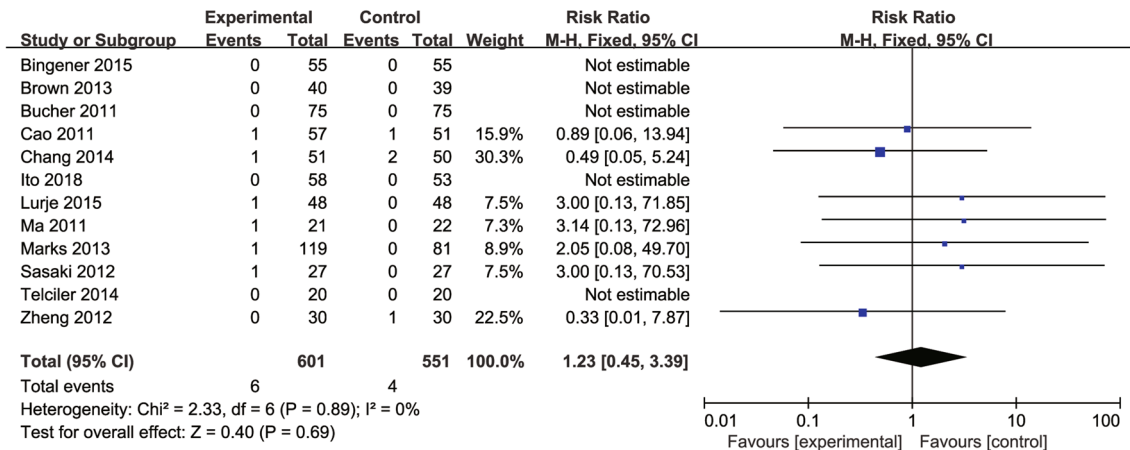 Experimental Control Risk Ratio Risk Ratio
Study or Subgroup Events Total Events Total Weight M-H, Fixed, 95% CI M-H, Fixed, 95% CI
Bingener 2015 0 55 0 55 Not estimable
Brown 2013 0 40 0 39 Not estimable
Bucher 2011 0 75 0 75 Not estimable
Cao 2011 1 57 1 51 15.9% 0.89 [0.06, 13.94]
Chang 2014 1 51 2 50 30.3% 0.49 [0.05, 5.24]
Ito 2018 0 58 0 53 Not estimable
Lurje 2015 1 48 0 48 7.5% 3.00 [0.13, 71.85]
Ma 2011 1 21 0 22 7.3% 3.14 [0.13, 72.96]
Marks 2013 1 119 0 81 8.9% 2.05 [0.08, 49.70]
Sasaki 2012 1 27 0 27 7.5% 3.00 [0.13, 70.53]
Telciler 2014 0 20 0 20 Not estimable
Zheng 2012 0 30 1 30 22.5% 0.33 [0.01, 7.87]
Total (95% CI) 601 551 100.0% 1.23 [0.45, 3.39]
Total events 6 4
Heterogeneity: Chi² = 2.33, df = 6 (P = 0.89); I² = 0%
Test for overall effect: Z = 0.40 (P = 0.69)
0.01 0.1 1 10 100
Favours [experimental] Favours [control]